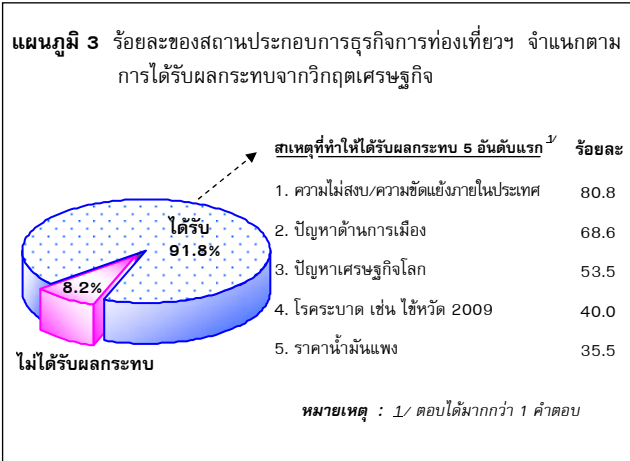 แผนภูมิ 3 ร้อยละของสถานประกอบการธุรกิจการท่องเที่ยวฯ จำแนกตาม
การได้รับผลกระทบจากวิกฤตเศรษฐกิจ
สาเหตุที่ทำให้ได้รับผลกระทบ 5 อันดับแรก 1/ ร้อยละ
1. ความไม่สงบ/ความขัดแย้งภายในประเทศ 80.8
2. ปัญหาด้านการเมือง 68.6
3. ปัญหาเศรษฐกิจโลก 53.5
4. โรคระบาด เช่น ไข้หวัด 2009 40.0
5. ราคาน้ำมันแพง 35.5
ได้รับ
91.8%
8.2%
ไม่ได้รับผลกระทบ
หมายเหตุ : 1/ ตอบได้มากกว่า 1 คำตอบ